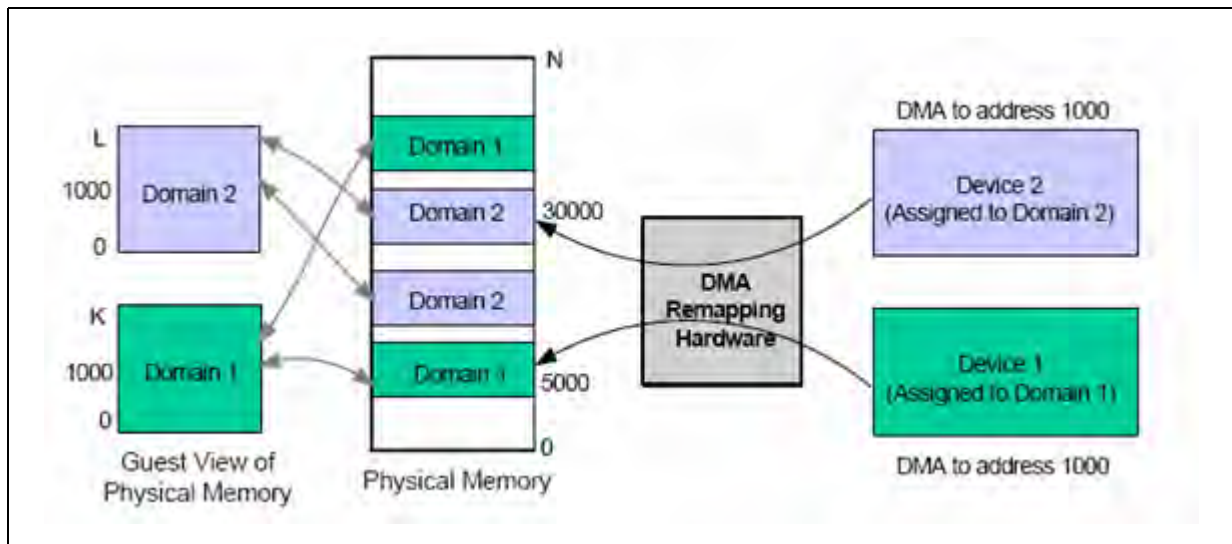 L
1000
0
Domain 2
K
1000
0
Domain 1
Guest View of
Physical Memory
N
Domain 1
Domain 2
30000
Domain 2
Domain 1
5000
0
Physical Memory
DMA
Remapping
Hardware
DMA to address 1000
Device 2
(Assigned to Domain 2)
Device 1
(Assigned to Domain 1)
DMA to address 1000